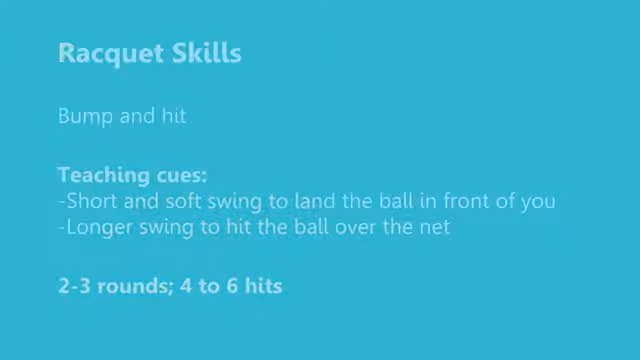 Racquet Skills
Bump and hit
Teaching cues:
-Short and soft swing to land the ball in front of you
-Longer swing to hit the ball over the net
2-3 rounds; 4 to 6 hits